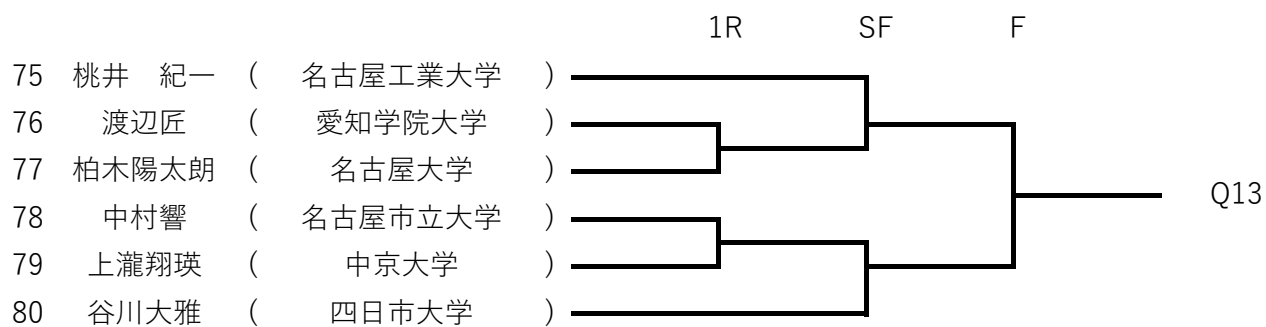 1R SF F
75 桃井 紀一 ( 名古屋工業大学 )
76 渡辺匠 ( 愛知学院大学 )
77 柏木陽太朗 ( 名古屋大学 )
78 中村響 ( 名古屋市立大学 )
79 上瀧翔瑛 ( 中京大学 )
80 谷川大雅 ( 四日市大学 )
Q13